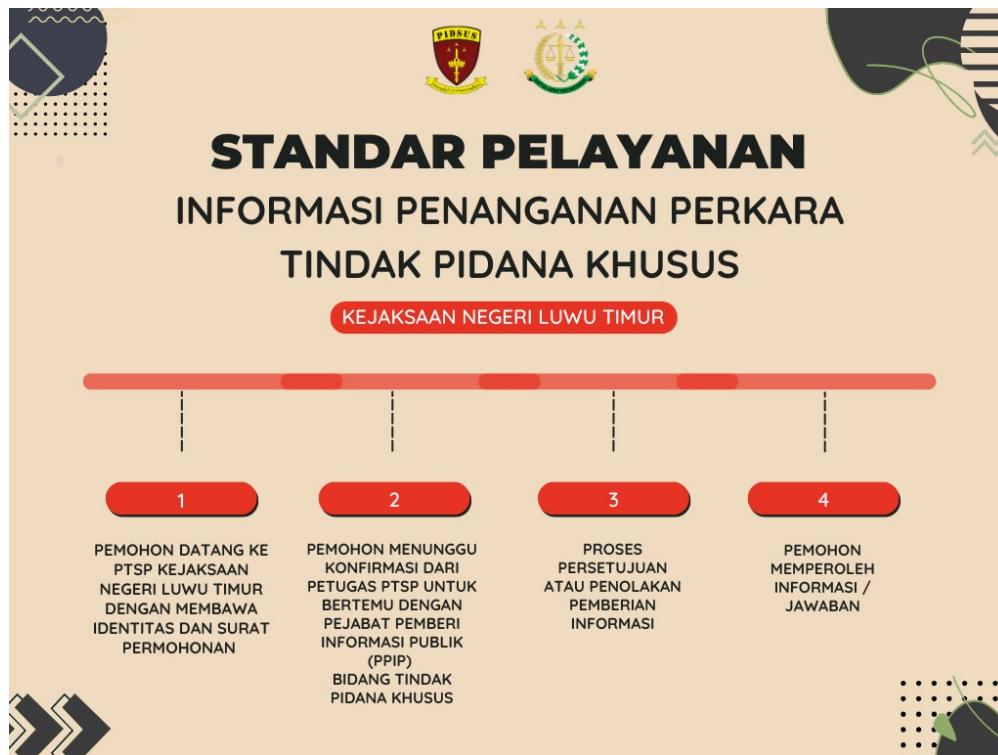 PIDSUS
STANDAR PELAYANAN
INFORMASI PENANGANAN PERKARA
TINDAK PIDANA KHUSUS
KEJAKSAAN NEGERI LUWU TIMUR
1
PEMOHON DATANG KE
PTSP KEJAKSAAN
NEGERI LUWU TIMUR
DENGAN MEMBAWA
IDENTITAS DAN SURAT
PERMOHONAN
2
PEMOHON MENUNGGU
KONFIRMASI DARI
PETUGAS PTSP UNTUK
BERTEMU DENGAN
PEJABAT PEMBERI
INFORMASI PUBLIK
(PPIP)
BIDANG TINDAK
PIDANA KHUSUS
3
PROSES
PERSETUJUAN
ATAU PENOLAKAN
PEMBERIAN
INFORMASI
4
PEMOHON
MEMPEROLEH
INFORMASI /
JAWABAN